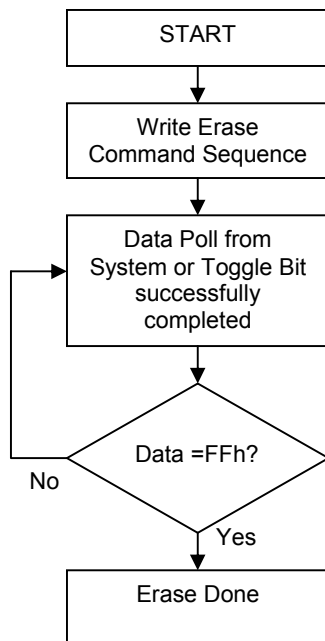 START
Write Erase
Command Sequence
Data Poll from
System or Toggle Bit
successfully
completed
Data =FFh?
No
Yes
Erase Done